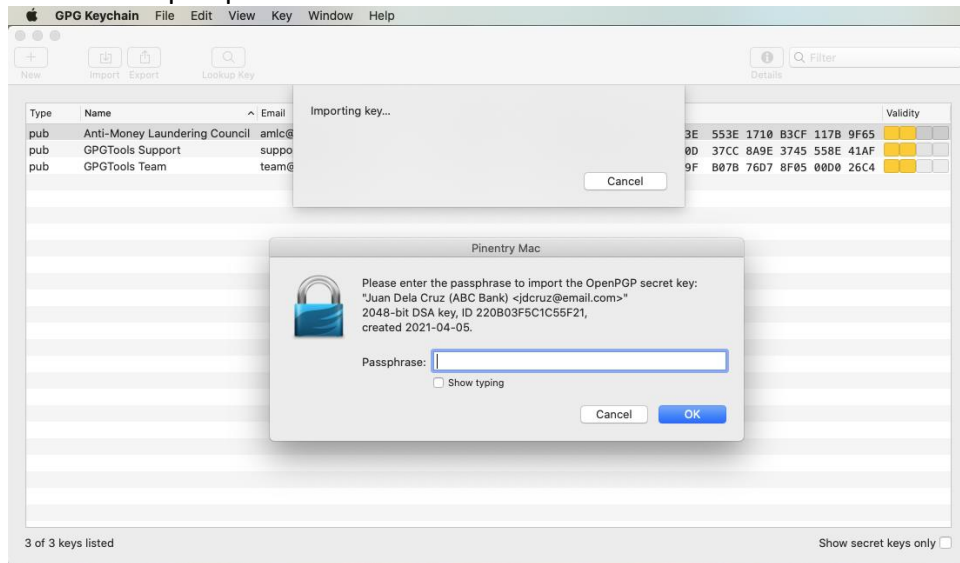 GPG Keychain File Edit View Key Window Help
New Import Export Lookup Key Details Filter
Type Name Email Validity
pub Anti-Money Laundering Council amlc@ 3E 553E 1710 B3CF 117B 9F65
pub GPGTools Support suppo 0D 37CC 8A9E 3745 558E 41AF
pub GPGTools Team team@ 9F B07B 76D7 8F05 00D0 26C4
Importing key...
Cancel
Pinentry Mac
Please enter the passphrase to import the OpenPGP secret key:
"Juan Dela Cruz (ABC Bank) <jdcruz@email.com>"
2048-bit DSA key, ID 220B03F5C1C55F21,
created 2021-04-05.
Passphrase:
Show typing
Cancel OK
3 of 3 keys listed Show secret keys only